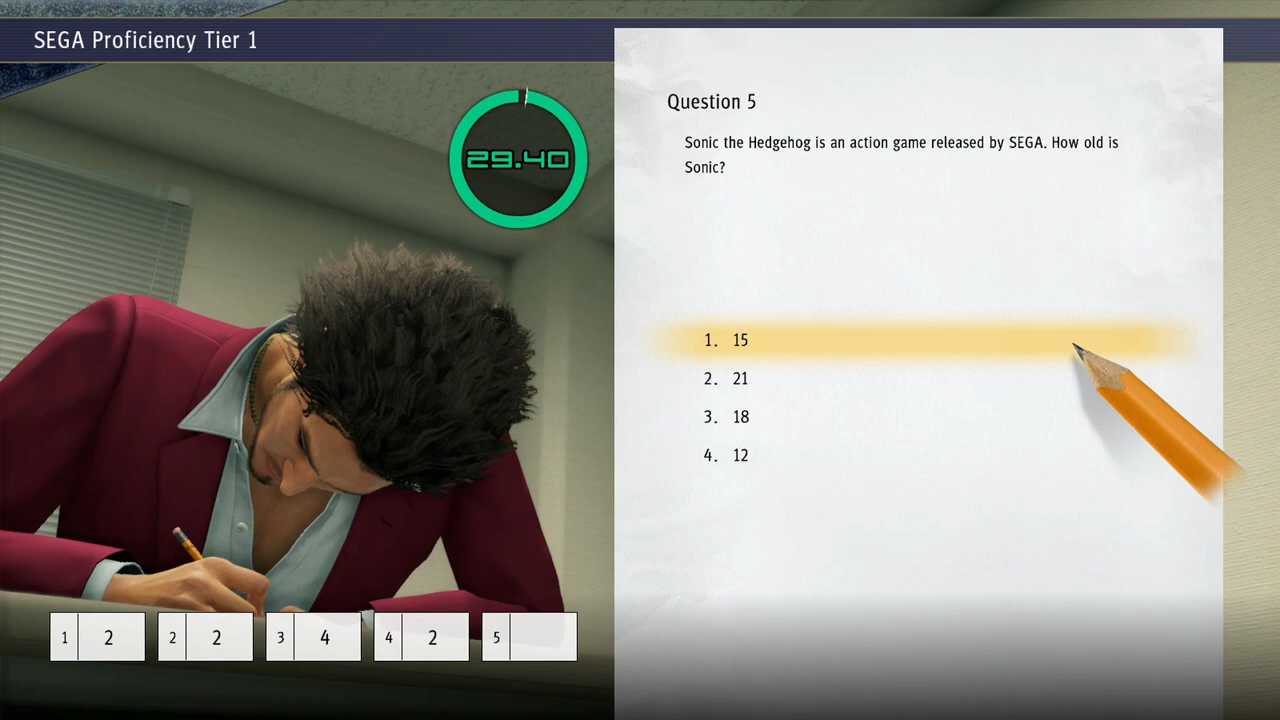 SEGA Proficiency Tier 1
29.40
Question 5
Sonic the Hedgehog is an action game released by SEGA. How old is
Sonic?
1. 15
2. 21
3. 18
4. 12
1 2 2 2 3 4 4 2 5